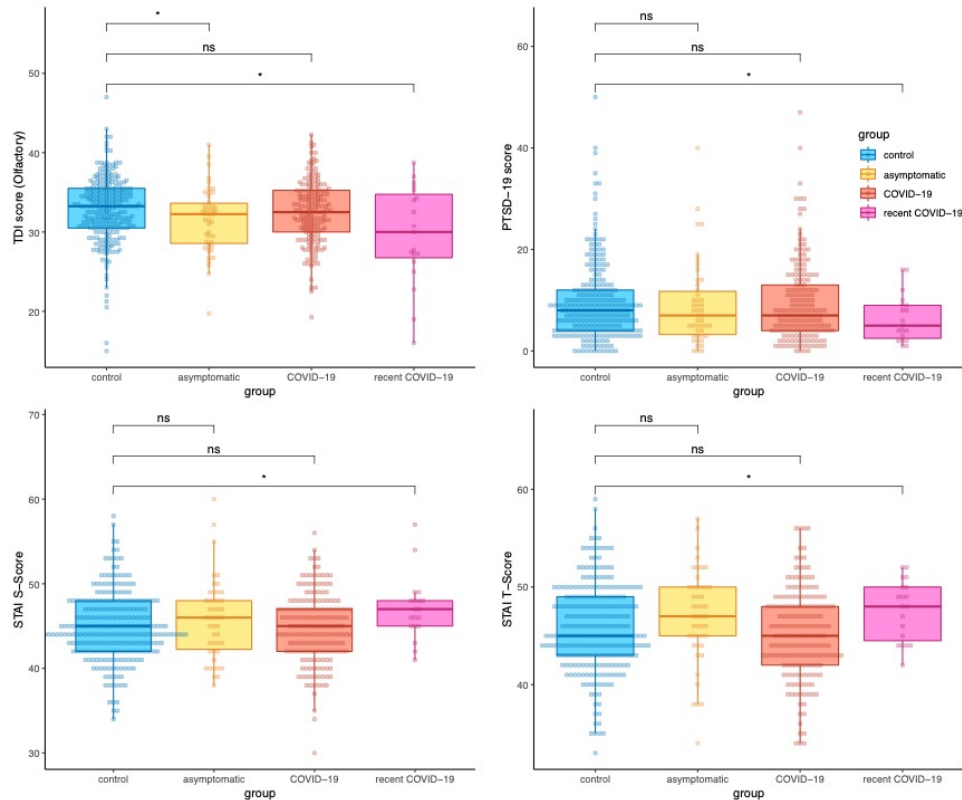 *
ns
*
50
40
30
20
TDI score (Olfactory)
control
asymptomatic
COVID−19
recent COVID−19
group
ns
ns
*
60
40
20
0
PTSD−19 score
group
control
asymptomatic
COVID−19
recent COVID−19
control
asymptomatic
COVID−19
recent COVID−19
group
ns
ns
*
70
60
50
40
30
STAI S−Score
control
asymptomatic
COVID−19
recent COVID−19
group
ns
ns
*
60
50
40
STAI T−Score
control
asymptomatic
COVID−19
recent COVID−19
group